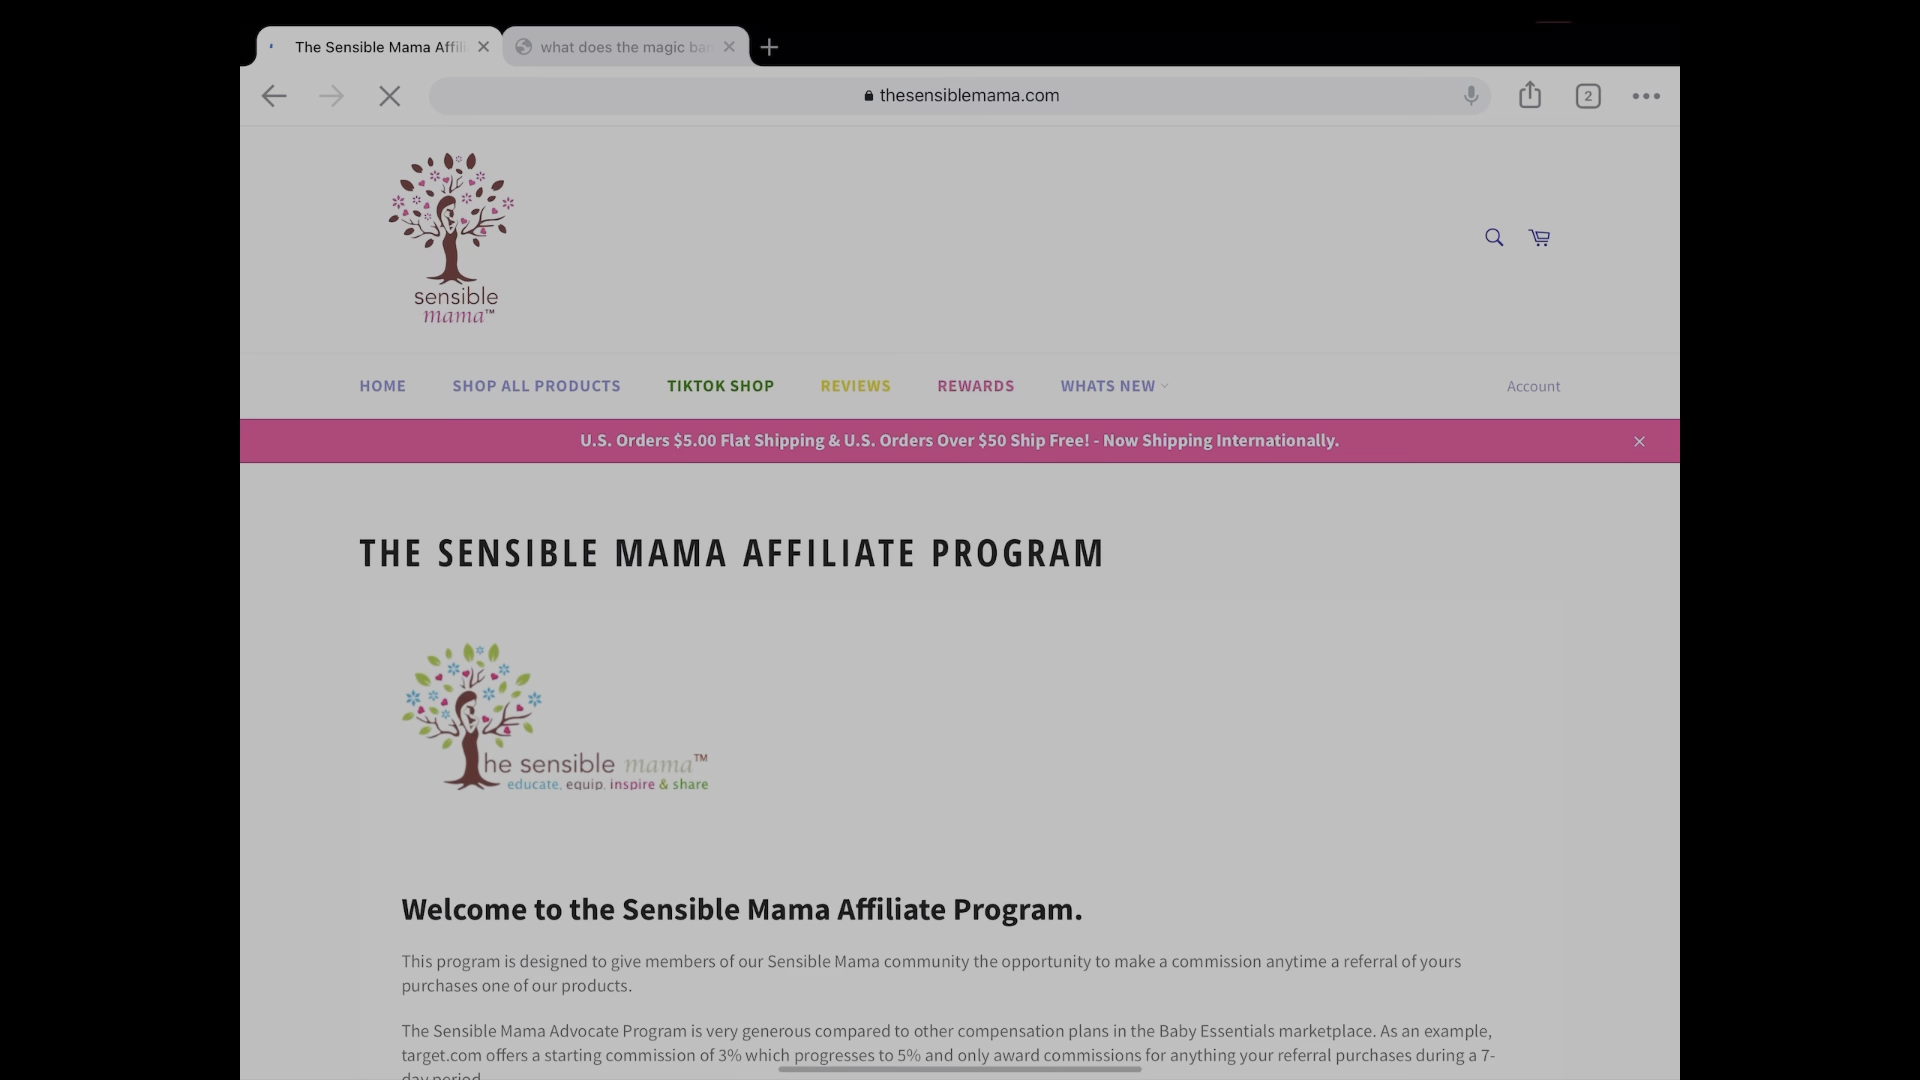 The Sensible Mama Affili
what does the magic ban
thesensiblemama.com
2
sensible
mama™
HOME SHOP ALL PRODUCTS TIKTOK SHOP REVIEWS REWARDS WHATS NEW Account
U.S. Orders $5.00 Flat Shipping & U.S. Orders Over $50 Ship Free! - Now Shipping Internationally.
THE SENSIBLE MAMA AFFILIATE PROGRAM
he sensible mama™
educate, equip, inspire & share
Welcome to the Sensible Mama Affiliate Program.
This program is designed to give members of our Sensible Mama community the opportunity to make a commission anytime a referral of yours
purchases one of our products.
The Sensible Mama Advocate Program is very generous compared to other compensation plans in the Baby Essentials marketplace. As an example,
target.com offers a starting commission of 3% which progresses to 5% and only award commissions for anything your referral purchases during a 7-
day period